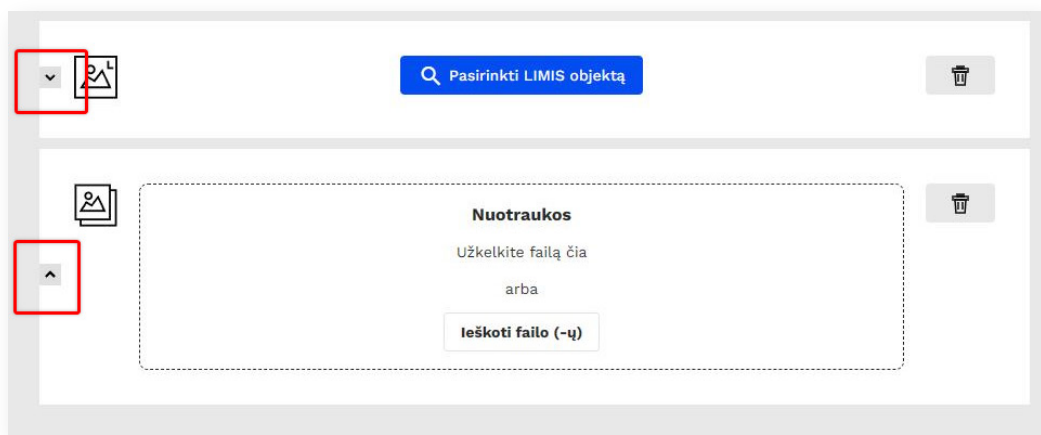 Pasirinkti LIMIS objektą
Nuotraukos
Užkelkite failą čia
arba
Ieškoti failo (-ų)